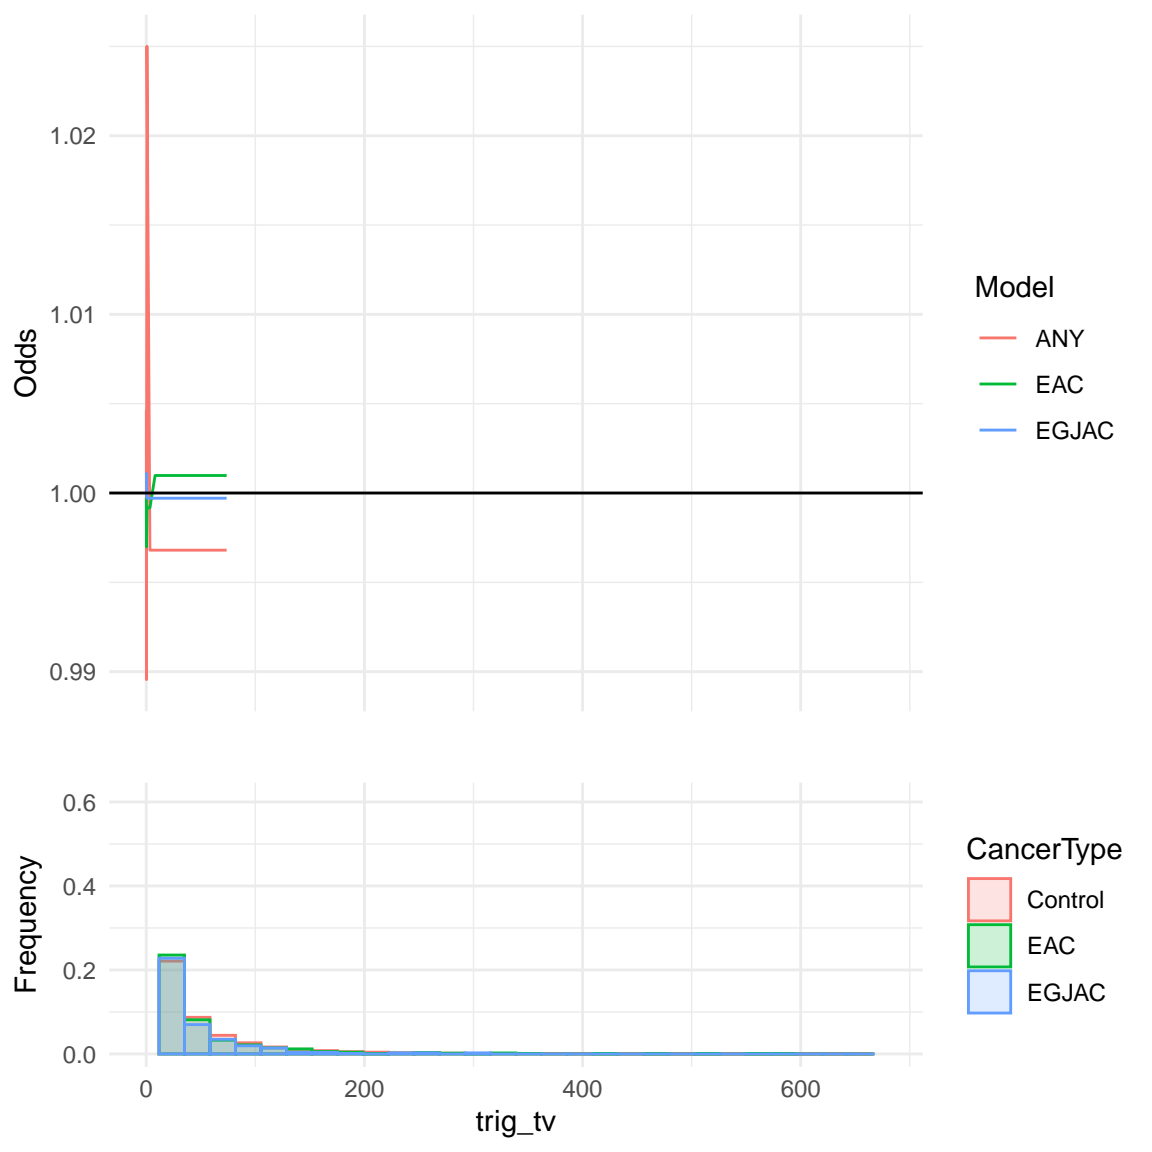 1.02
1.01
1.00
0.99
Odds
Model
ANY
EAC
EGJAC
0.6
0.4
0.2
0.0
Frequency
0
200
400
600
trig_tv
CancerType
Control
EAC
EGJAC